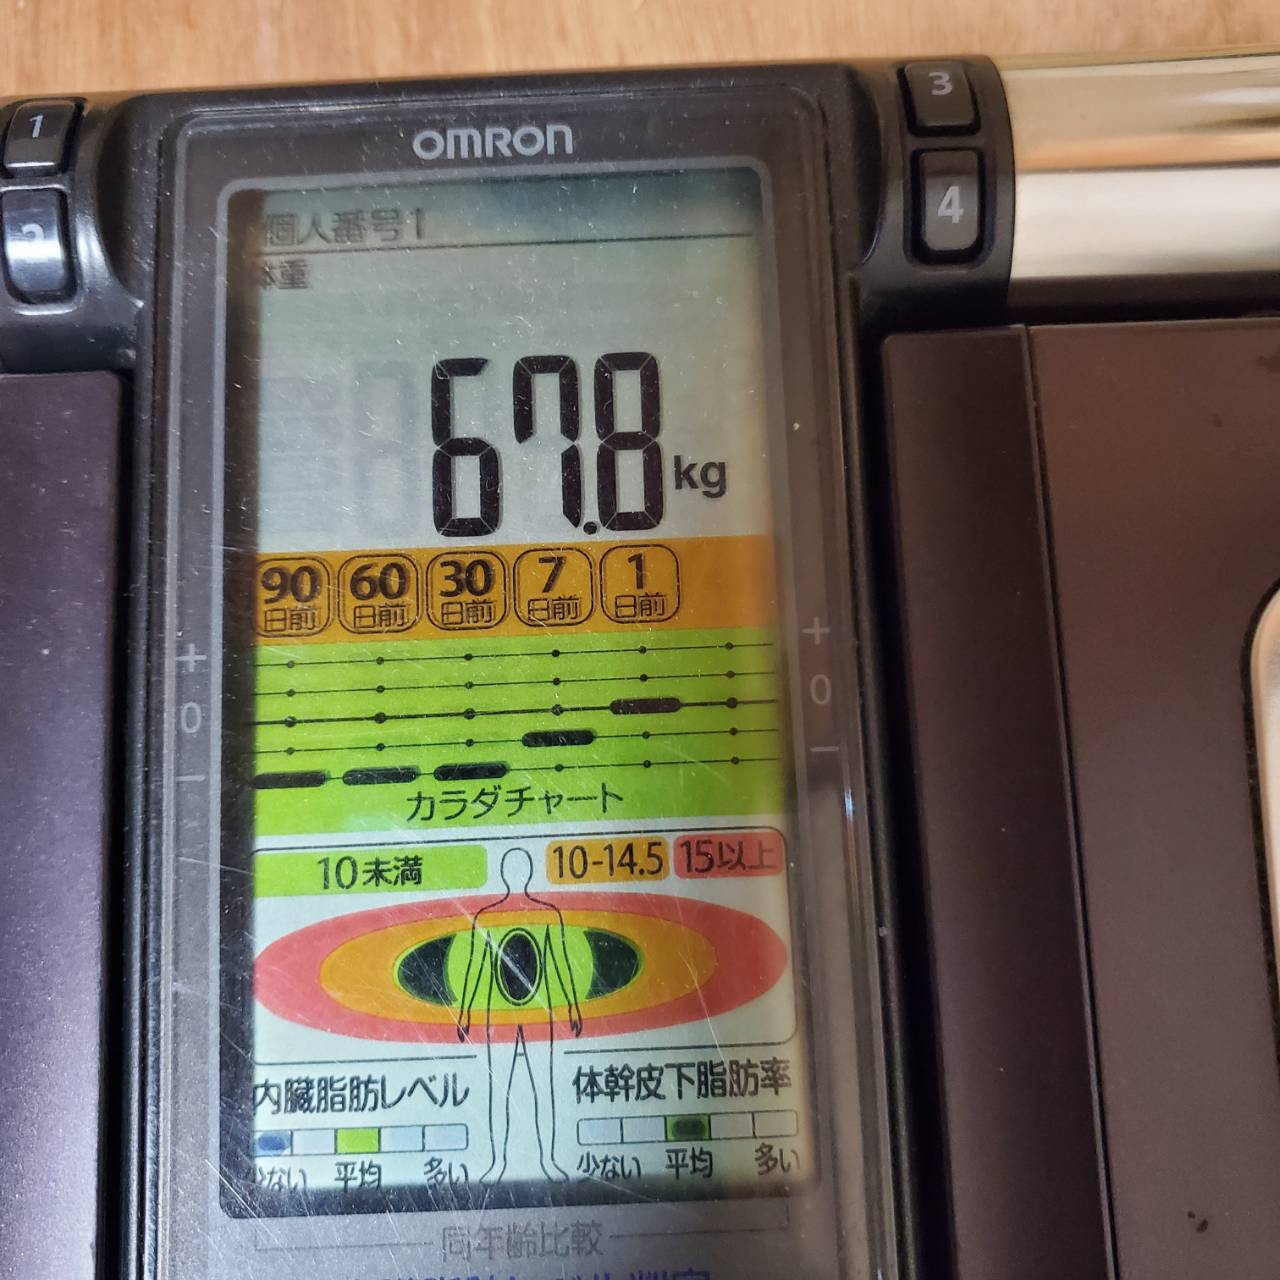 1
OMRON
3
2
4
個人番号1
体重
67.8kg
90日前 60日前 30日前 7日前 1日前
+
0
−
+
0
−
カラダチャート
10未満 10-14.5 15以上
内臓脂肪レベル
体幹皮下脂肪率
少ない 平均 多い
少ない 平均 多い
同年齢比較